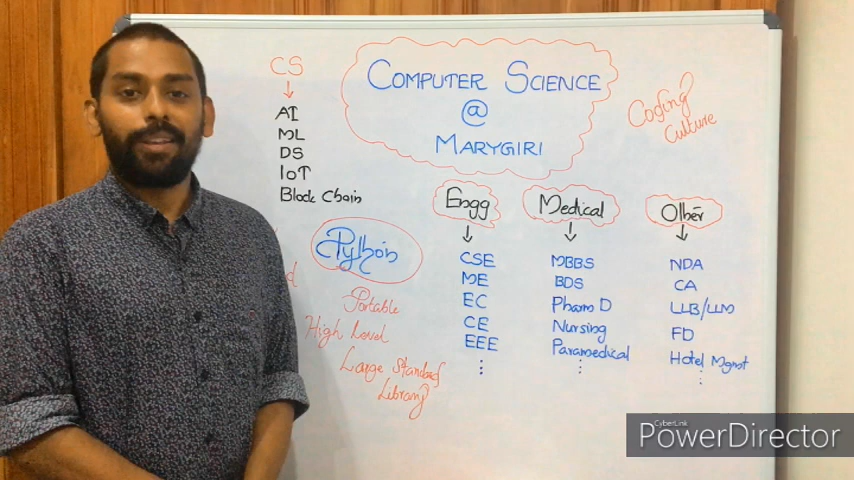 CS
AI
ML
DS
IoT
Block Chain
COMPUTER SCIENCE
@
MARYGIRI
Coding
Culture
Python
Portable
High Level
Large Standard
Library
Engg
CSE
ME
EC
CE
EEE
Medical
MBBS
BDS
Pharm D
Nursing
Paramedical
Other
NDA
CA
LLB/LLM
FD
Hotel Mgmt
CyberLink
PowerDirector